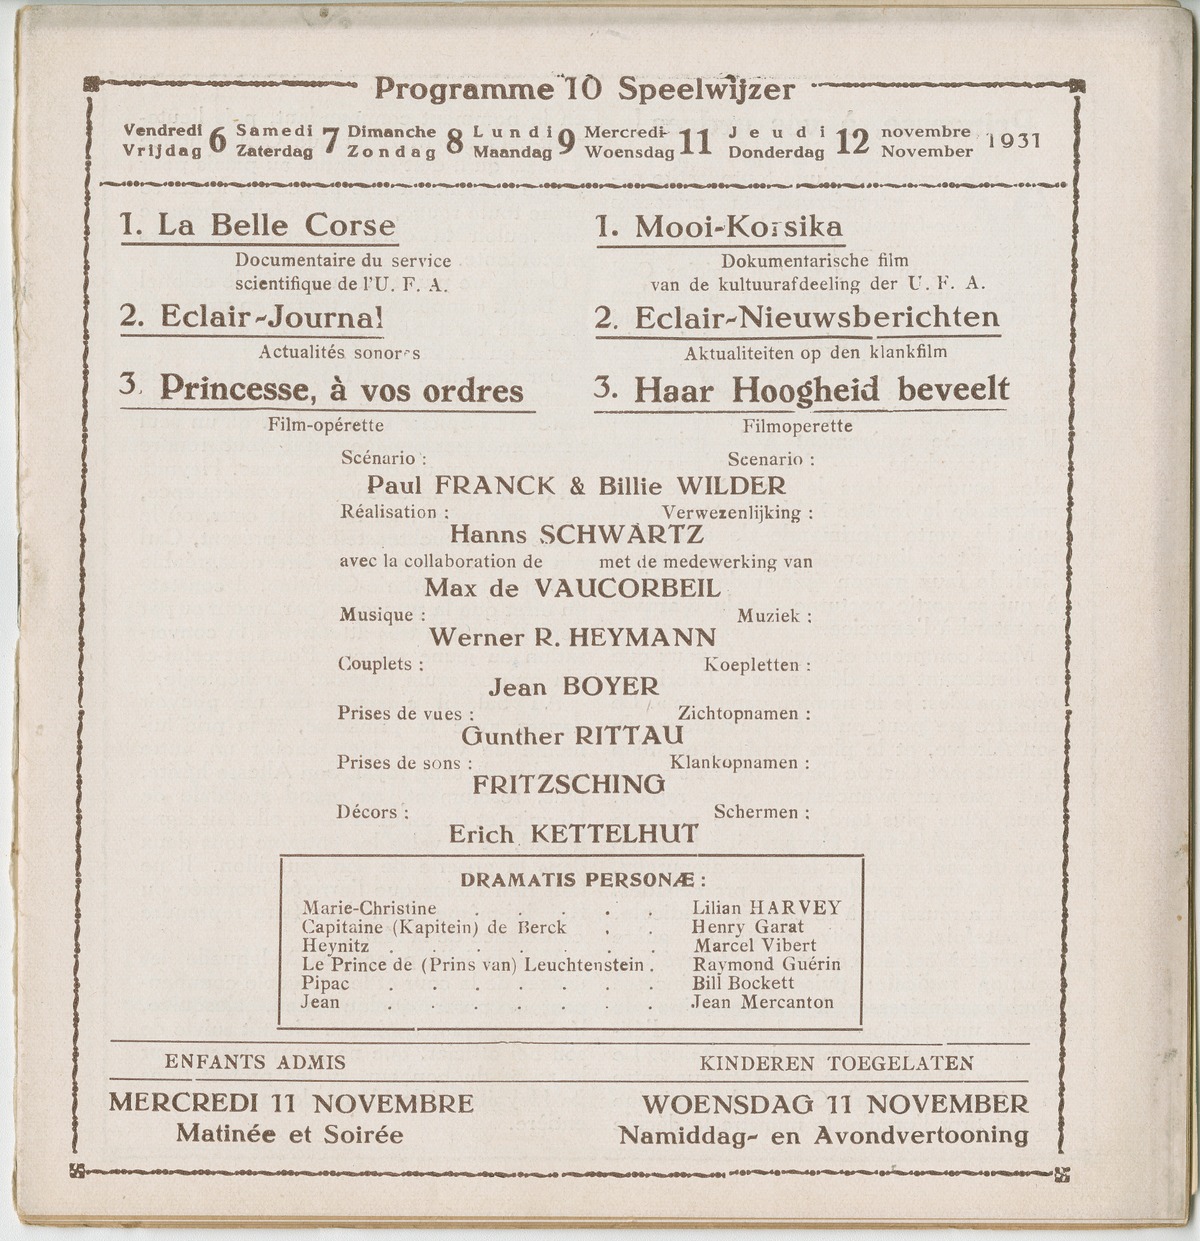 Programme 10 Speelwijzer
Vendredi 6 Samedi 7 Dimanche 8 Lundi 9 Mercredi 11 Jeudi 12 novembre 1931
Vrijdag Zaterdag Zondag Maandag Woensdag Donderdag November
1. La Belle Corse
Documentaire du service
scientifique de l'U. F. A.
2. Eclair-Journal
Actualités sonores
3. Princesse, à vos ordres
Film-opérette
1. Mooi-Korsika
Dokumentarische film
van de kultuurafdeeling der U. F. A.
2. Eclair-Nieuwsberichten
Aktualiteiten op den klankfilm
3. Haar Hoogheid beveelt
Filmoperette
Scénario : Scenario :
Paul FRANCK & Billie WILDER
Réalisation : Verwezenlijking :
Hanns SCHWARTZ
avec la collaboration de met de medewerking van
Max de VAUCORBEIL
Musique : Muziek :
Werner R. HEYMANN
Couplets : Koepletten :
Jean BOYER
Prises de vues : Zichtopnamen :
Gunther RITTAU
Prises de sons : Klankopnamen :
FRITZSCHING
Décors : Schermen :
Erich KETTELHUT
DRAMATIS PERSONÆ :
Marie-Christine . . . . . Lilian HARVEY
Capitaine (Kapitein) de Berck . . Henry Garat
Heynitz . . . . . . . Marcel Vibert
Le Prince de (Prins van) Leuchtenstein . Raymond Guérin
Pipac . . . . . . . Bill Bockett
Jean . . . . . . . Jean Mercanton
ENFANTS ADMIS KINDEREN TOEGELATEN
MERCREDI 11 NOVEMBRE WOENSDAG 11 NOVEMBER
Matinée et Soirée Namiddag- en Avondvertooning